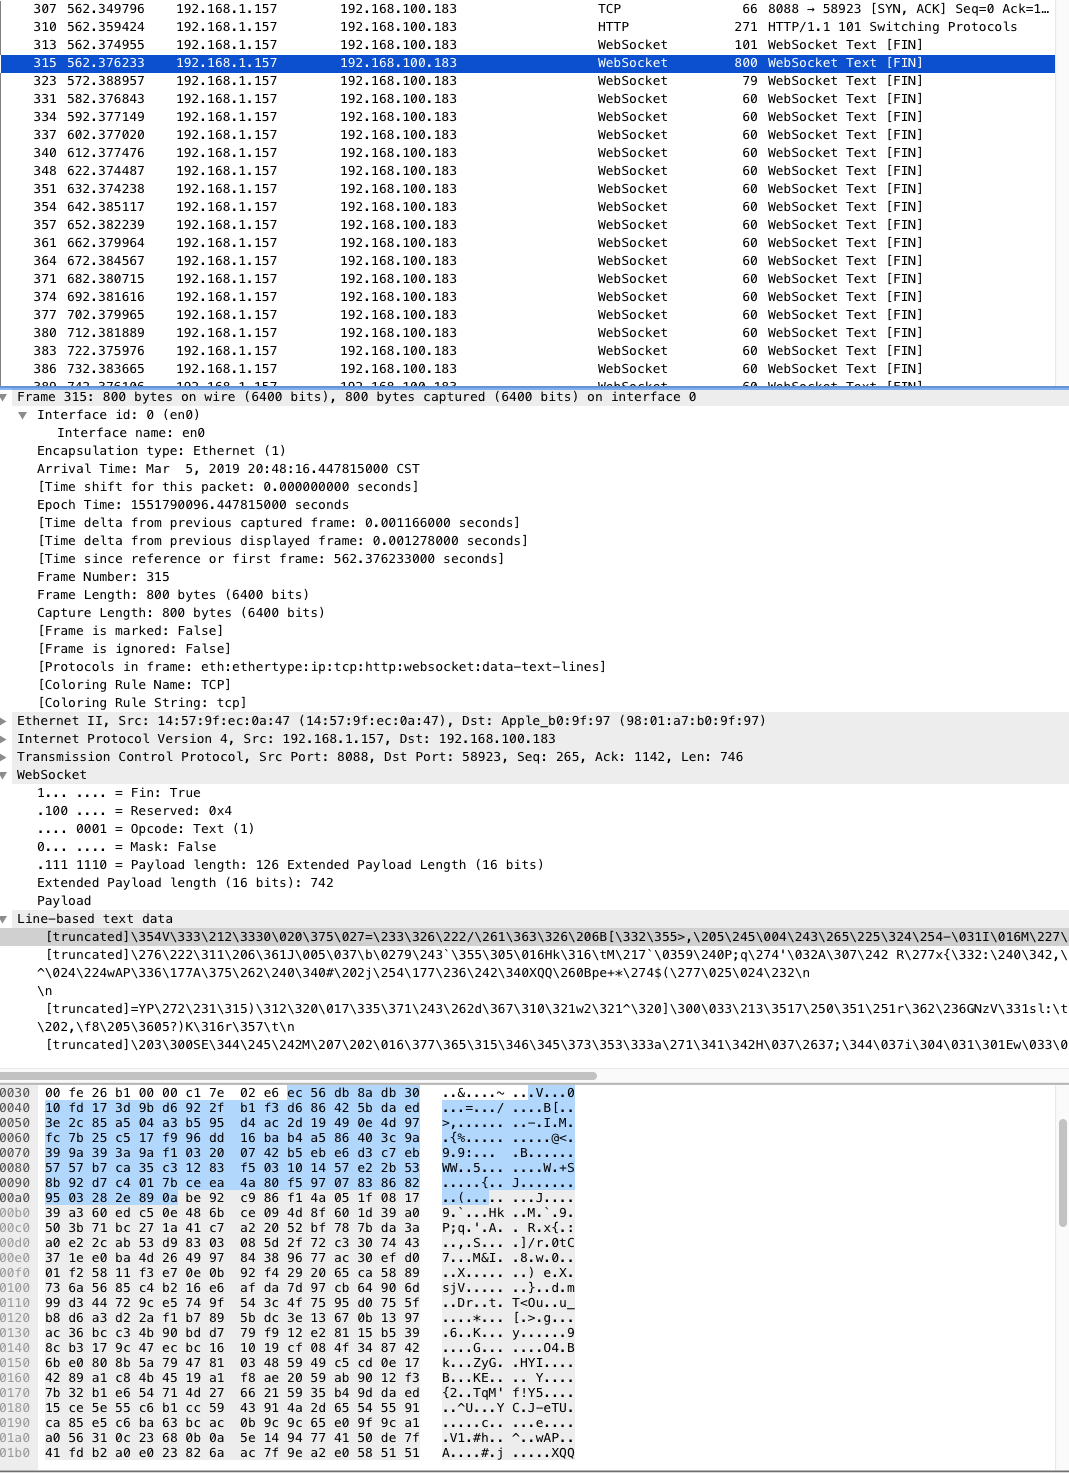 307 562.349796 192.168.1.157 192.168.100.183 TCP 66 8088 → 58923 [SYN, ACK] Seq=0 Ack=1…
310 562.359424 192.168.1.157 192.168.100.183 HTTP 271 HTTP/1.1 101 Switching Protocols
313 562.374955 192.168.1.157 192.168.100.183 WebSocket 101 WebSocket Text [FIN]
315 562.376233 192.168.1.157 192.168.100.183 WebSocket 800 WebSocket Text [FIN]
323 572.388957 192.168.1.157 192.168.100.183 WebSocket 79 WebSocket Text [FIN]
331 582.376843 192.168.1.157 192.168.100.183 WebSocket 60 WebSocket Text [FIN]
334 592.377149 192.168.1.157 192.168.100.183 WebSocket 60 WebSocket Text [FIN]
337 602.377020 192.168.1.157 192.168.100.183 WebSocket 60 WebSocket Text [FIN]
340 612.377476 192.168.1.157 192.168.100.183 WebSocket 60 WebSocket Text [FIN]
348 622.374487 192.168.1.157 192.168.100.183 WebSocket 60 WebSocket Text [FIN]
351 632.374238 192.168.1.157 192.168.100.183 WebSocket 60 WebSocket Text [FIN]
354 642.385117 192.168.1.157 192.168.100.183 WebSocket 60 WebSocket Text [FIN]
357 652.382239 192.168.1.157 192.168.100.183 WebSocket 60 WebSocket Text [FIN]
361 662.379964 192.168.1.157 192.168.100.183 WebSocket 60 WebSocket Text [FIN]
364 672.384567 192.168.1.157 192.168.100.183 WebSocket 60 WebSocket Text [FIN]
371 682.380715 192.168.1.157 192.168.100.183 WebSocket 60 WebSocket Text [FIN]
374 692.381616 192.168.1.157 192.168.100.183 WebSocket 60 WebSocket Text [FIN]
377 702.379965 192.168.1.157 192.168.100.183 WebSocket 60 WebSocket Text [FIN]
380 712.381889 192.168.1.157 192.168.100.183 WebSocket 60 WebSocket Text [FIN]
383 722.375976 192.168.1.157 192.168.100.183 WebSocket 60 WebSocket Text [FIN]
386 732.383665 192.168.1.157 192.168.100.183 WebSocket 60 WebSocket Text [FIN]
389 742.376106 192.168.1.157 192.168.100.183 WebSocket 60 WebSocket Text [FIN]
Frame 315: 800 bytes on wire (6400 bits), 800 bytes captured (6400 bits) on interface 0
Interface id: 0 (en0)
Interface name: en0
Encapsulation type: Ethernet (1)
Arrival Time: Mar  5, 2019 20:48:16.447815000 CST
[Time shift for this packet: 0.000000000 seconds]
Epoch Time: 1551790096.447815000 seconds
[Time delta from previous captured frame: 0.001166000 seconds]
[Time delta from previous displayed frame: 0.001278000 seconds]
[Time since reference or first frame: 562.376233000 seconds]
Frame Number: 315
Frame Length: 800 bytes (6400 bits)
Capture Length: 800 bytes (6400 bits)
[Frame is marked: False]
[Frame is ignored: False]
[Protocols in frame: eth:ethertype:ip:tcp:http:websocket:data-text-lines]
[Coloring Rule Name: TCP]
[Coloring Rule String: tcp]
Ethernet II, Src: 14:57:9f:ec:0a:47 (14:57:9f:ec:0a:47), Dst: Apple_b0:9f:97 (98:01:a7:b0:9f:97)
Internet Protocol Version 4, Src: 192.168.1.157, Dst: 192.168.100.183
Transmission Control Protocol, Src Port: 8088, Dst Port: 58923, Seq: 265, Ack: 1142, Len: 746
WebSocket
1... .... = Fin: True
.100 .... = Reserved: 0x4
.... 0001 = Opcode: Text (1)
0... .... = Mask: False
.111 1110 = Payload length: 126 Extended Payload Length (16 bits)
Extended Payload length (16 bits): 742
Payload
Line-based text data
[truncated]\354V\333\212\3330\020\375\027=\233\326\222/\261\363\326\206B[\332\355>,\205\245\004\243\265\225\324\254-\031I\016M\227\
[truncated]\276\222\311\206\361J\005\037\b\0279\243`\355\305\016Hk\316\tM\217`\0359\240P;q\274'\032A\307\242 R\277x{\332:\240\342,\
^\024\224wAP\336\177A\375\262\240\340#\202j\254\177\236\242\340XQQ\260Bpe+*\274$(\277\025\024\232\n
\n
[truncated]=YP\272\231\315)\312\320\017\335\371\243\262d\367\310\321w2\321^\320]\300\033\213\3517\250\351\251r\362\236GNzV\331sl:\t
\202,\f8\205\3605?)K\316r\357\t\n
[truncated]\203\300SE\344\245\242M\207\202\016\377\365\315\346\345\373\353\333a\271\341\342H\037\2637;\344\037i\304\031\301Ew\033\0
0030 00 fe 26 b1 00 00 c1 7e 02 e6 ec 56 db 8a db 30 ..&....~ ...V...0
0040 10 fd 17 3d 9b d6 92 2f b1 f3 d6 86 42 5b da ed ...=.../ ....B[..
0050 3e 2c 85 a5 04 a3 b5 95 d4 ac 2d 19 49 0e 4d 97 >,...... ..-.I.M.
0060 fc 7b 25 c5 17 f9 96 dd 16 ba b4 a5 86 40 3c 9a .{%..... .....@<.
0070 39 9a 39 3a 9a f1 03 20 07 42 b5 eb e6 d3 c7 eb 9.9:... .B......
0080 57 57 b7 ca 35 c3 12 83 f5 03 10 14 57 e2 2b 53 WW..5... ....W.+S
0090 8b 92 d7 c4 01 7b ce ea 4a 80 f5 97 07 83 86 82 .....{.. J.......
00a0 95 03 28 2e 89 0a be 92 c9 86 f1 4a 05 1f 08 17 ..(..... ...J....
00b0 39 a3 60 ed c5 0e 48 6b ce 09 4d 8f 60 1d 39 a0 9.`...Hk ..M.`.9.
00c0 50 3b 71 bc 27 1a 41 c7 a2 20 52 bf 78 7b da 3a P;q.'.A. . R.x{.:
00d0 a0 e2 2c ab 53 d9 83 03 08 5d 2f 72 c3 30 74 43 ..,.S... .]/r.0tC
00e0 37 1e e0 ba 4d 26 49 97 84 38 96 77 ac 30 ef d0 7...M&I. .8.w.0..
00f0 01 f2 58 11 f3 e7 0e 0b 92 f4 29 20 65 ca 58 89 ..X..... ..) e.X.
0100 73 6a 56 85 c4 b2 16 e6 af da 7d 97 cb 64 90 6d sjV..... ..}..d.m
0110 99 d3 44 72 9c e5 74 9f 54 3c 4f 75 95 d0 75 5f ..Dr..t. T<Ou..u_
0120 b8 d6 a3 d2 2a f1 b7 89 5b dc 3e 13 67 0b 13 97 ....*... [.>.g...
0130 ac 36 bc c3 4b 90 bd d7 79 f9 12 e2 81 15 b5 39 .6..K... y......9
0140 8c b3 17 9c 47 ec bc 16 10 19 cf 08 4f 34 87 42 ....G... ....O4.B
0150 6b e0 80 8b 5a 79 47 81 03 48 59 49 c5 cd 0e 17 k...ZyG. .HYI....
0160 42 89 a1 c8 4b 45 19 a1 f8 ae 20 59 ab 90 12 f3 B...KE.. .. Y....
0170 7b 32 b1 e6 54 71 4d 27 66 21 59 35 b4 9d da ed {2..TqM' f!Y5....
0180 15 ce 5e 55 c6 b1 cc 59 43 91 4a 2d 65 54 55 91 ..^U...Y C.J-eTU.
0190 ca 85 e5 c6 ba 63 bc ac 0b 9c 9c 65 e0 9f 9c a1 .....c.. ...e....
01a0 a0 56 31 0c 23 68 0b 0a 5e 14 94 77 41 50 de 7f .V1.#h.. ^..wAP..
01b0 41 fd b2 a0 e0 23 82 6a ac 7f 9e a2 e0 58 51 51 A....#.j .....XQQ